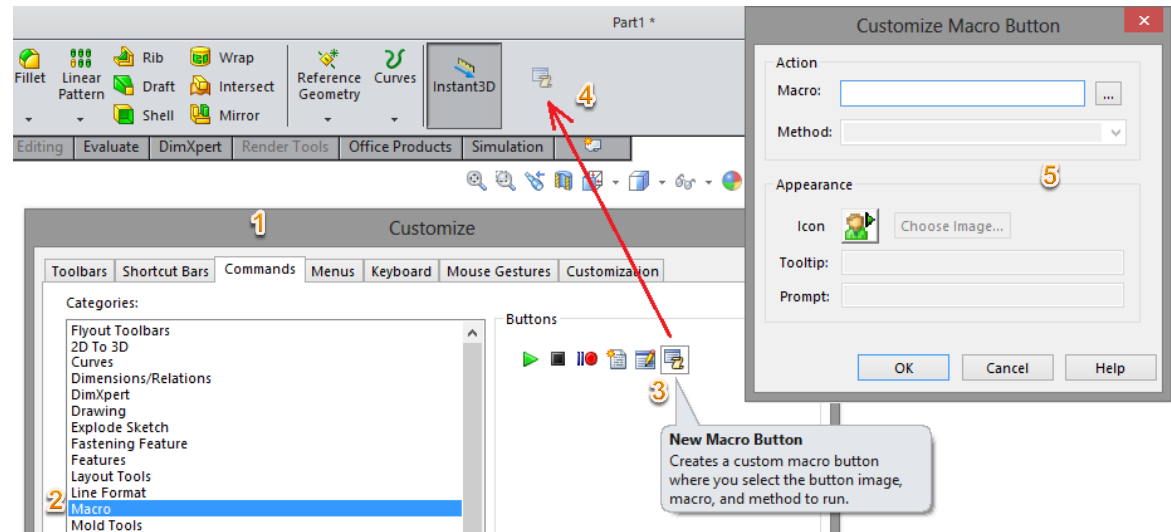 Part1 *
Fillet
Linear
Pattern
Rib
Draft
Shell
Wrap
Intersect
Mirror
Reference
Geometry
Curves
Instant3D
4
Editing Evaluate DimXpert Render Tools Office Products Simulation
1
Customize
Toolbars Shortcut Bars Commands Menus Keyboard Mouse Gestures Customization
Categories:
Flyout Toolbars
2D To 3D
Curves
Dimensions/Relations
DimXpert
Drawing
Explode Sketch
Fastening Feature
Features
Layout Tools
Line Format
2
Macro
Mold Tools
Buttons
3
New Macro Button
Creates a custom macro button
where you select the button image,
macro, and method to run.
Customize Macro Button
Action
Macro:
...
Method:
5
Appearance
Icon
Choose Image...
Tooltip:
Prompt:
OK Cancel Help